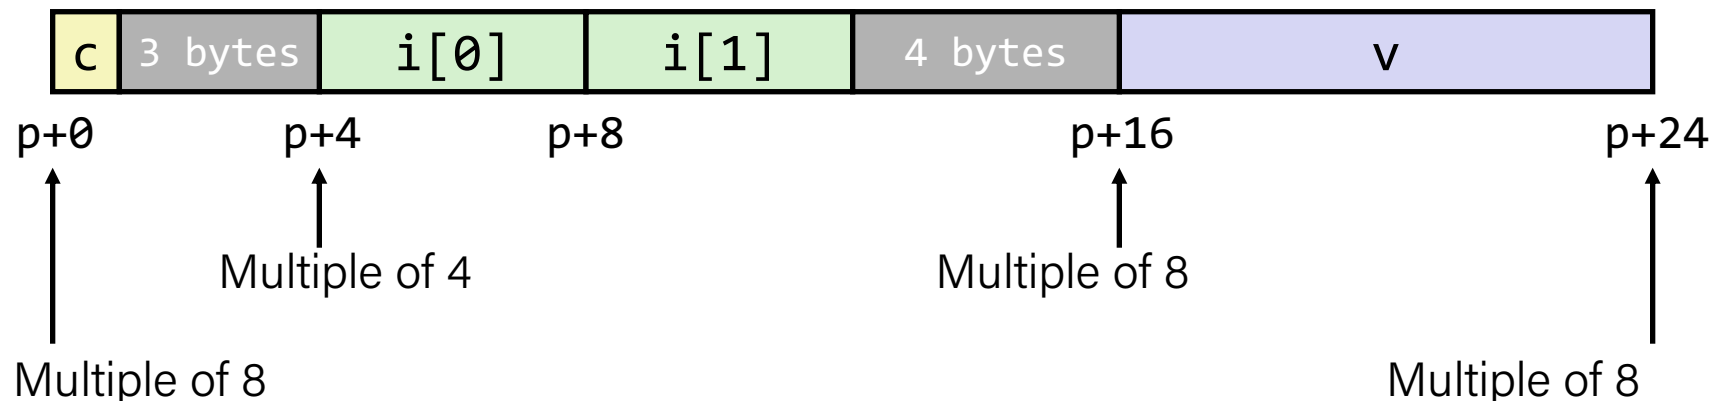 c 3 bytes i[0] i[1] 4 bytes v
p+0 p+4 p+8 p+16 p+24
Multiple of 4 Multiple of 8
Multiple of 8 Multiple of 8